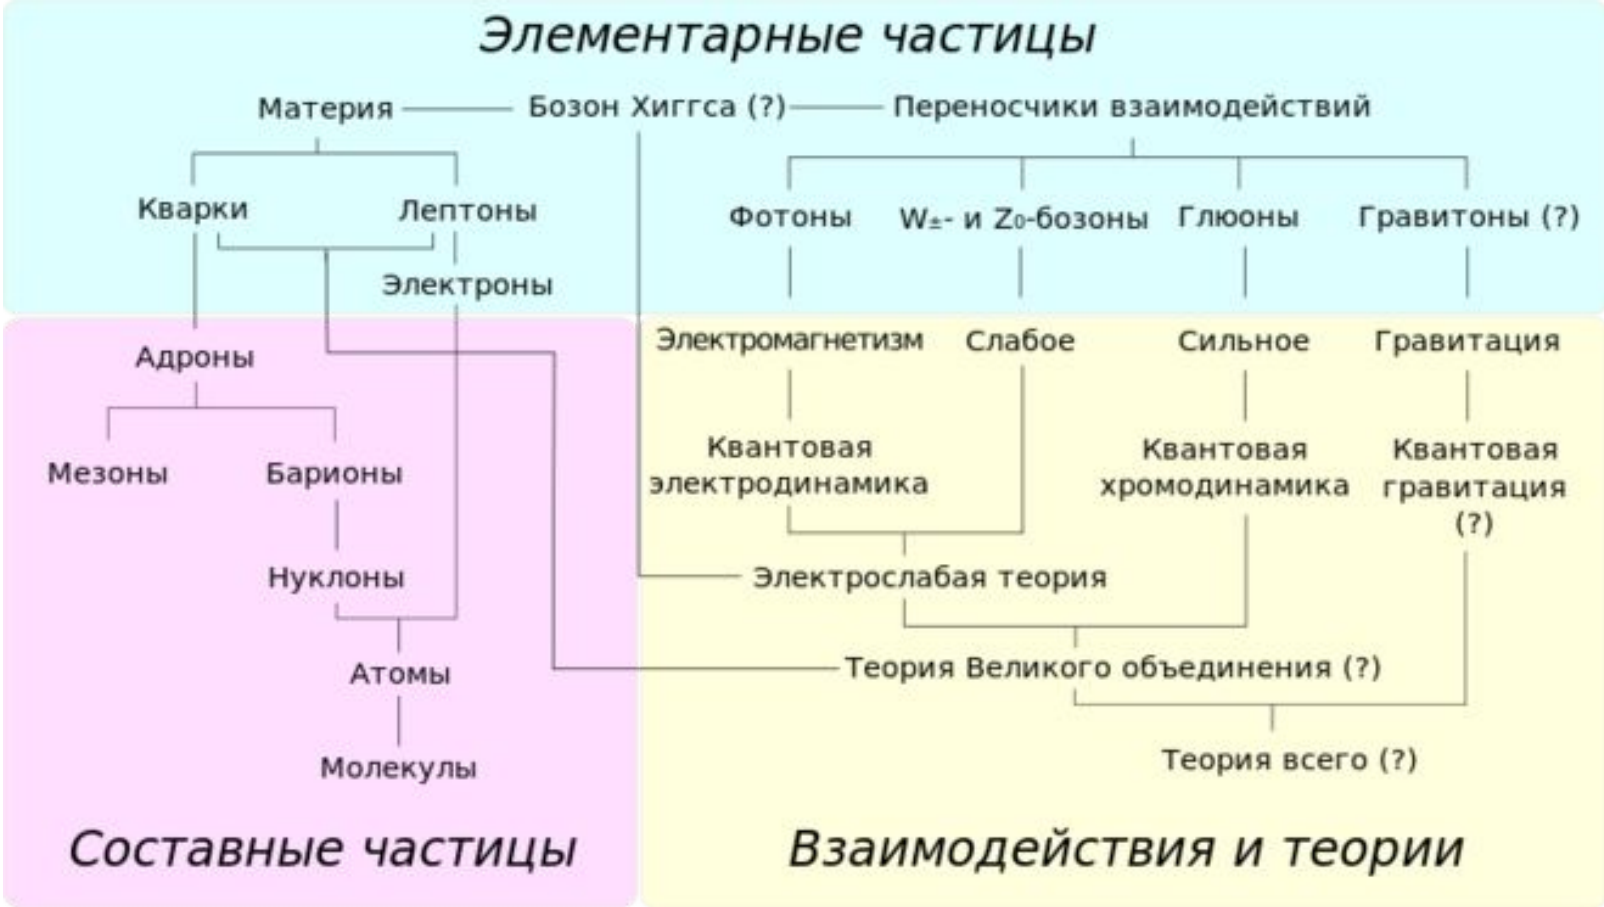 Элементарные частицы
Материя Бозон Хиггса (?) Переносчики взаимодействий
Кварки Лептоны Фотоны W±- и Z0-бозоны Глюоны Гравитоны (?)
Электроны
Адроны Электромагнетизм Слабое Сильное Гравитация
Мезоны Барионы
Квантовая
электродинамика
Квантовая
хромодинамика
Квантовая
гравитация
(?)
Нуклоны Электрослабая теория
Атомы Теория Великого объединения (?)
Молекулы Теория всего (?)
Составные частицы Взаимодействия и теории